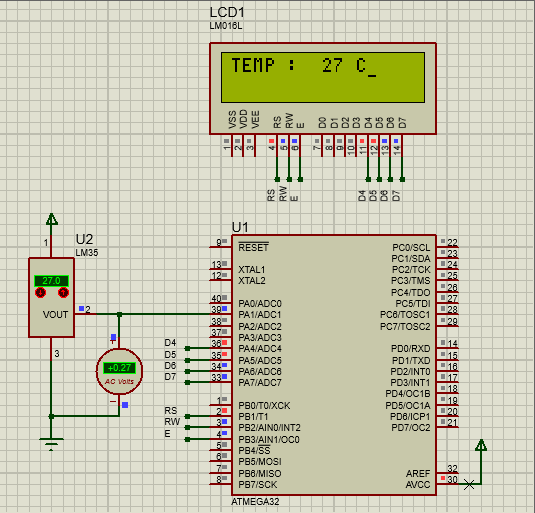 LCD1
LM016L
TEMP :   27 C_
VSS VDD VEE RS RW E D0 D1 D2 D3 D4 D5 D6 D7
1 2 3 4 5 6 7 8 9 10 11 12 13 14
RS RW E D4 D5 D6 D7
U2
LM35
1
27.0
VOUT 2
3
+0.27
AC Volts
U1
9 RESET PC0/SCL 22
PC1/SDA 23
13 XTAL1 PC2/TCK 24
12 XTAL2 PC3/TMS 25
PC4/TDO 26
40 PA0/ADC0 PC5/TDI 27
39 PA1/ADC1 PC6/TOSC1 28
38 PA2/ADC2 PC7/TOSC2 29
37 PA3/ADC3
D4 36 PA4/ADC4 PD0/RXD 14
D5 35 PA5/ADC5 PD1/TXD 15
D6 34 PA6/ADC6 PD2/INT0 16
D7 33 PA7/ADC7 PD3/INT1 17
PD4/OC1B 18
1 PB0/T0/XCK PD5/OC1A 19
RS 2 PB1/T1 PD6/ICP1 20
RW 3 PB2/AIN0/INT2 PD7/OC2 21
E 4 PB3/AIN1/OC0
5 PB4/SS
6 PB5/MOSI
7 PB6/MISO AREF 32
8 PB7/SCK AVCC 30
ATMEGA32